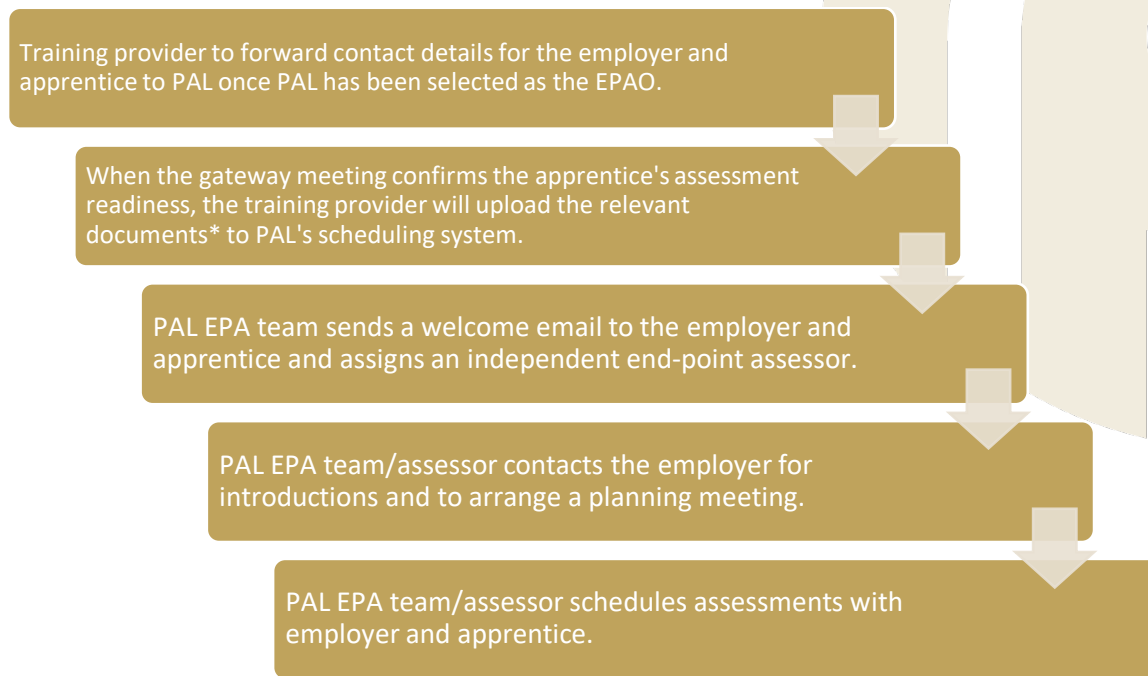 Training provider to forward contact details for the employer and
apprentice to PAL once PAL has been selected as the EPAO.
When the gateway meeting confirms the apprentice's assessment
readiness, the training provider will upload the relevant
documents* to PAL's scheduling system.
PAL EPA team sends a welcome email to the employer and
apprentice and assigns an independent end-point assessor.
PAL EPA team/assessor contacts the employer for
introductions and to arrange a planning meeting.
PAL EPA team/assessor schedules assessments with
employer and apprentice.